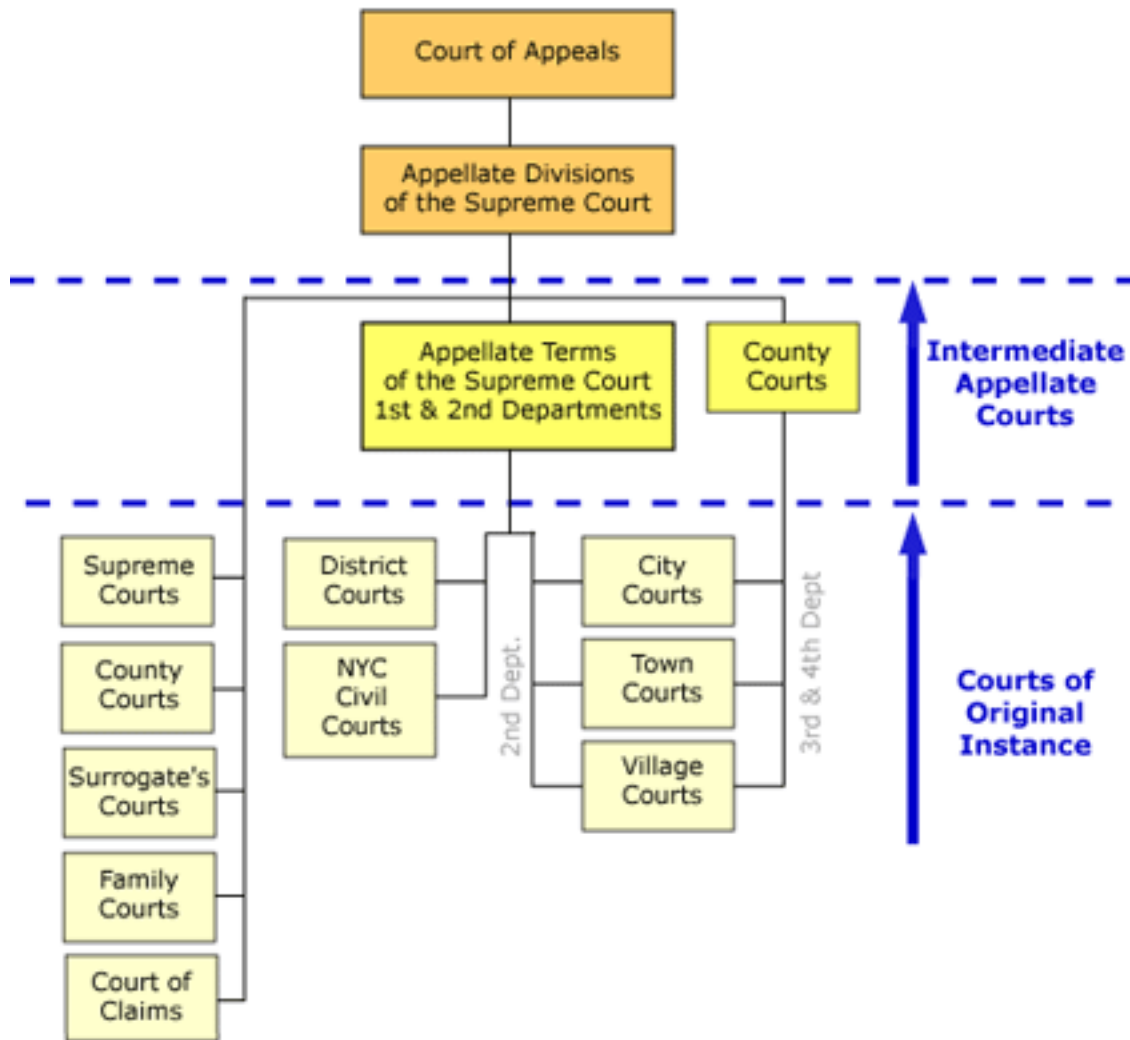 Court of Appeals
Appellate Divisions
of the Supreme Court
Appellate Terms
of the Supreme Court
1st & 2nd Departments
County
Courts
Intermediate
Appellate
Courts
Supreme
Courts
County
Courts
Surrogate's
Courts
Family
Courts
Court of
Claims
District
Courts
NYC
Civil
Courts
2nd Dept.
City
Courts
Town
Courts
Village
Courts
3rd & 4th Dept
Courts of
Original
Instance